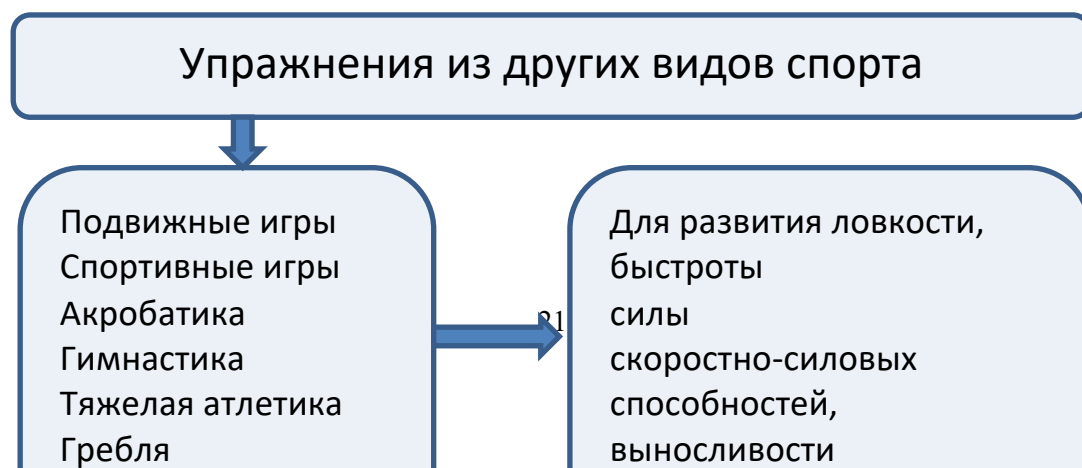 Упражнения из других видов спорта
Подвижные игры
Спортивные игры
Акробатика
Гимнастика
Тяжелая атлетика
Гребля
21
Для развития ловкости,
быстроты
силы
скоростно-силовых
способностей,
выносливости